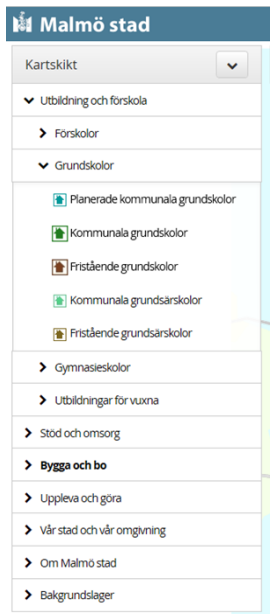 Malmö stad
Kartskikt
Utbildning och förskola
Förskolor
Grundskolor
Planerade kommunala grundskolor
Kommunala grundskolor
Fristående grundskolor
Kommunala grundsärskolor
Fristående grundsärskolor
Gymnasieskolor
Utbildningar för vuxna
Stöd och omsorg
Bygga och bo
Uppleva och göra
Vår stad och vår omgivning
Om Malmö stad
Bakgrundslager